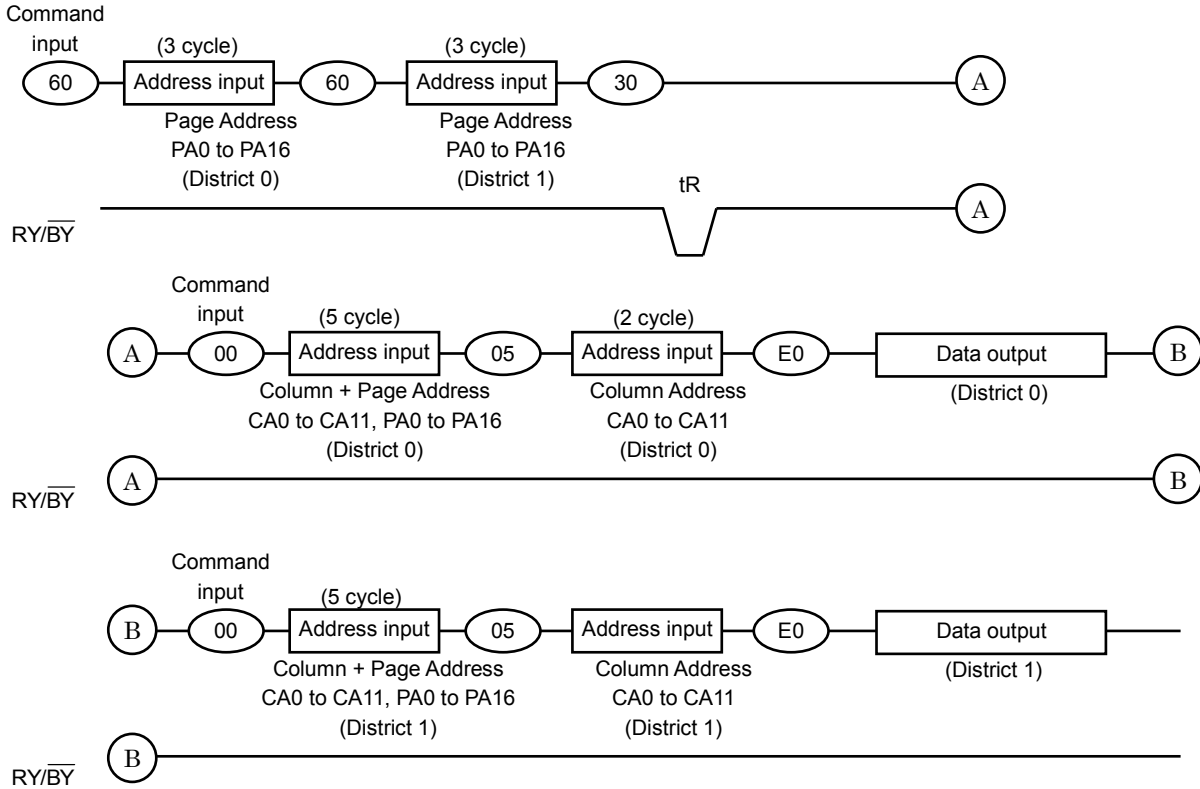 Command
input
(3 cycle) (3 cycle)
60 Address input 60 Address input 30 A
Page Address Page Address
PA0 to PA16 PA0 to PA16
(District 0) (District 1)
tR
RY/BY A
Command
input
(5 cycle) (2 cycle)
A 00 Address input 05 Address input E0 Data output B
Column + Page Address Column Address (District 0)
CA0 to CA11, PA0 to PA16 CA0 to CA11
(District 0) (District 0)
RY/BY A B
Command
input
(5 cycle)
B 00 Address input 05 Address input E0 Data output
Column + Page Address Column Address (District 1)
CA0 to CA11, PA0 to PA16 CA0 to CA11
(District 1) (District 1)
RY/BY B